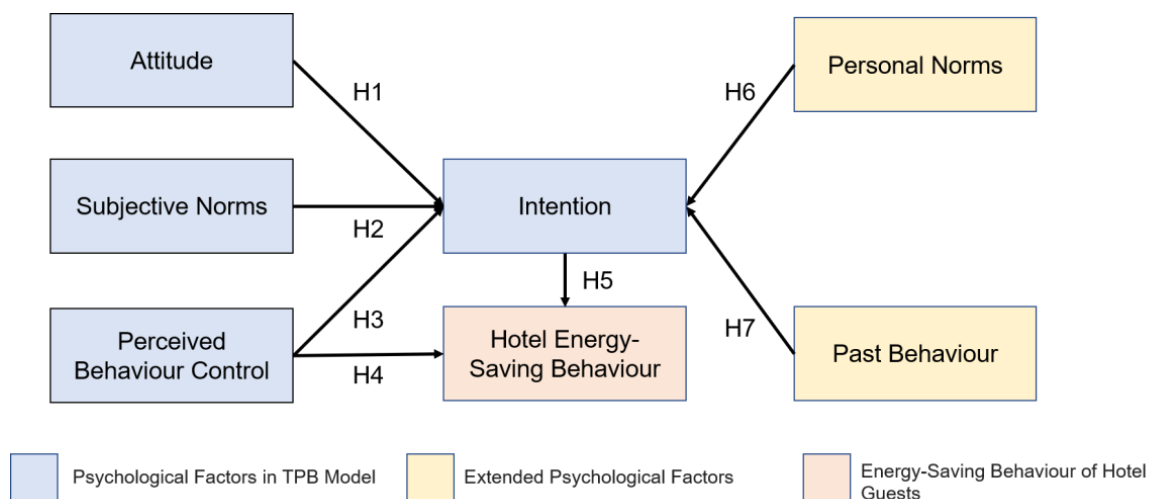 Attitude
Personal Norms
H1
H6
Subjective Norms
Intention
H2
H5
H3
Perceived
Behaviour Control
H4
Hotel Energy-
Saving Behaviour
H7
Past Behaviour
Psychological Factors in TPB Model
Extended Psychological Factors
Energy-Saving Behaviour of Hotel
Guests